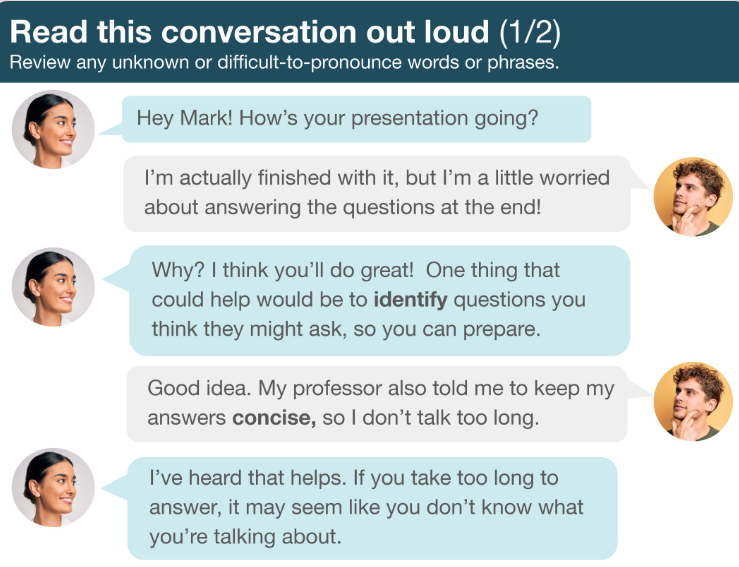 Read this conversation out loud (1/2)
Review any unknown or difficult-to-pronounce words or phrases.
Hey Mark! How's your presentation going?
I'm actually finished with it, but I'm a little worried
about answering the questions at the end!
Why? I think you'll do great!  One thing that
could help would be to identify questions you
think they might ask, so you can prepare.
Good idea. My professor also told me to keep my
answers concise, so I don't talk too long.
I've heard that helps. If you take too long to
answer, it may seem like you don't know what
you're talking about.